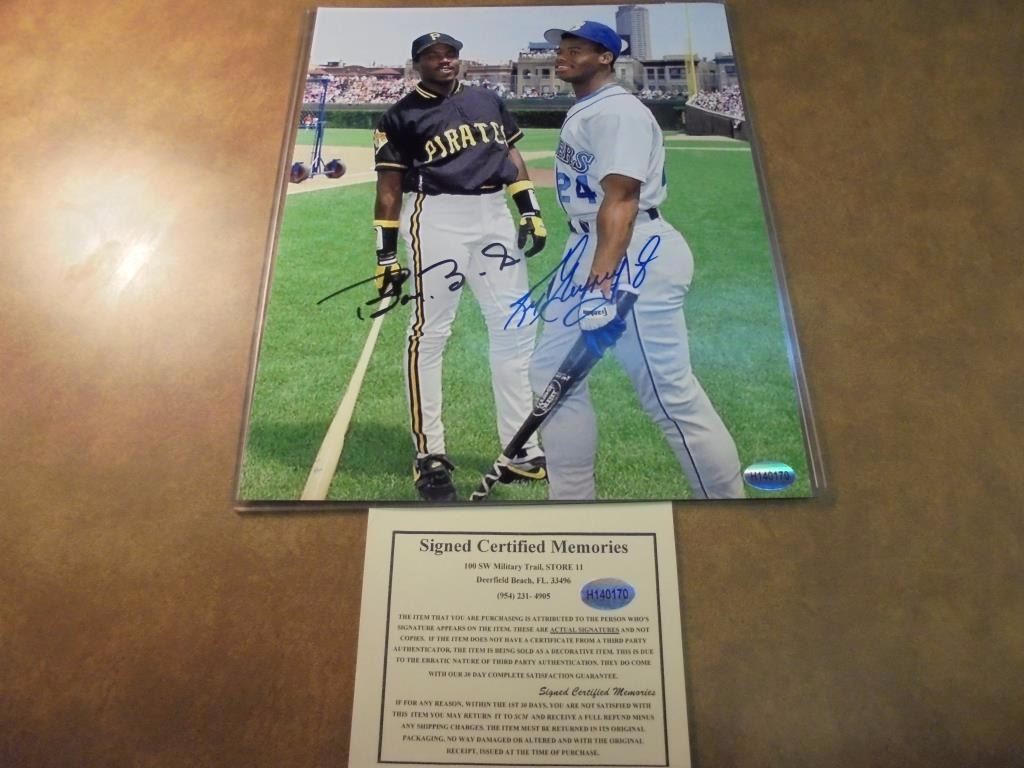 P
PIRATE
ERS
24
H140170
Signed Certified Memories
100 SW Military Trail, STORE 11
Deerfield Beach, FL. 33496
(954) 231- 4905
H140170
THE ITEM THAT YOU ARE PURCHASING IS ATTRIBUTED TO THE PERSON WHO'S
SIGNATURE APPEARS ON THE ITEM. THESE ARE ACTUAL SIGNATURES AND NOT
COPIES. IF THE ITEM DOES NOT HAVE A CERTIFICATE FROM A THIRD PARTY
AUTHENTICATOR, THE ITEM IS BEING SOLD AS A DECORATIVE ITEM. THIS IS DUE
TO THE ERRATIC NATURE OF THIRD PARTY AUTHENTICATION. THEY DO COME
WITH OUR 30 DAY COMPLETE SATISFACTION GUARANTEE.
Signed Certified Memories
IF FOR ANY REASON, WITHIN THE 1ST 30 DAYS, YOU ARE NOT SATISFIED WITH
THIS ITEM YOU MAY RETURN IT TO SCM AND RECEIVE A FULL REFUND MINUS
ANY SHIPPING CHARGES. THE ITEM MUST BE RETURNED IN ITS ORIGINAL
PACKAGING, NO WAY DAMAGED OR ALTERED AND WITH THE ORIGINAL
RECEIPT, ISSUED AT THE TIME OF PURCHASE.